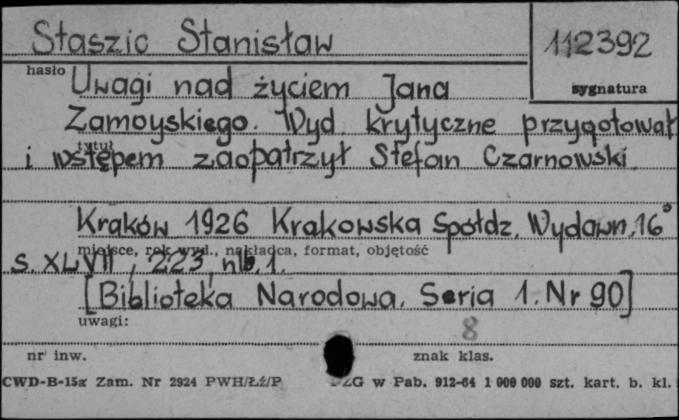 Staszic Stanisław
112392
hasło
sygnatura
Uwagi nad życiem Jana
Zamoyskiego. Wyd. krytyczne przygotował
tytuł
i wstępem zaopatrzył Stefan Czarnowski.
Kraków 1926 Krakowska Spółdz. Wydawn. 16°
miejsce, rok wyd., nakładca, format, objętość
s. XLVII, 223, nlb. 1.
[Biblioteka Narodowa. Seria 1. Nr 90]
uwagi:
8
nr inw.
znak klas.
CWD-B-15a Zam. Nr 2924 PWH/Łź/P DZG w Pab. 912-64 1 000 000 szt. kart. b. kl.